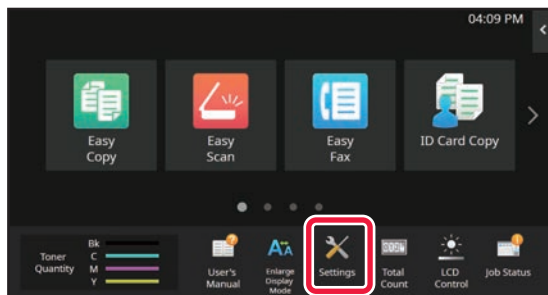 04:09 PM
Easy
Copy
Easy
Scan
Easy
Fax
ID Card Copy
Toner
Quantity
Bk
C
M
Y
User's
Manual
Enlarge
Display
Mode
Settings
Total
Count
LCD
Control
Job Status